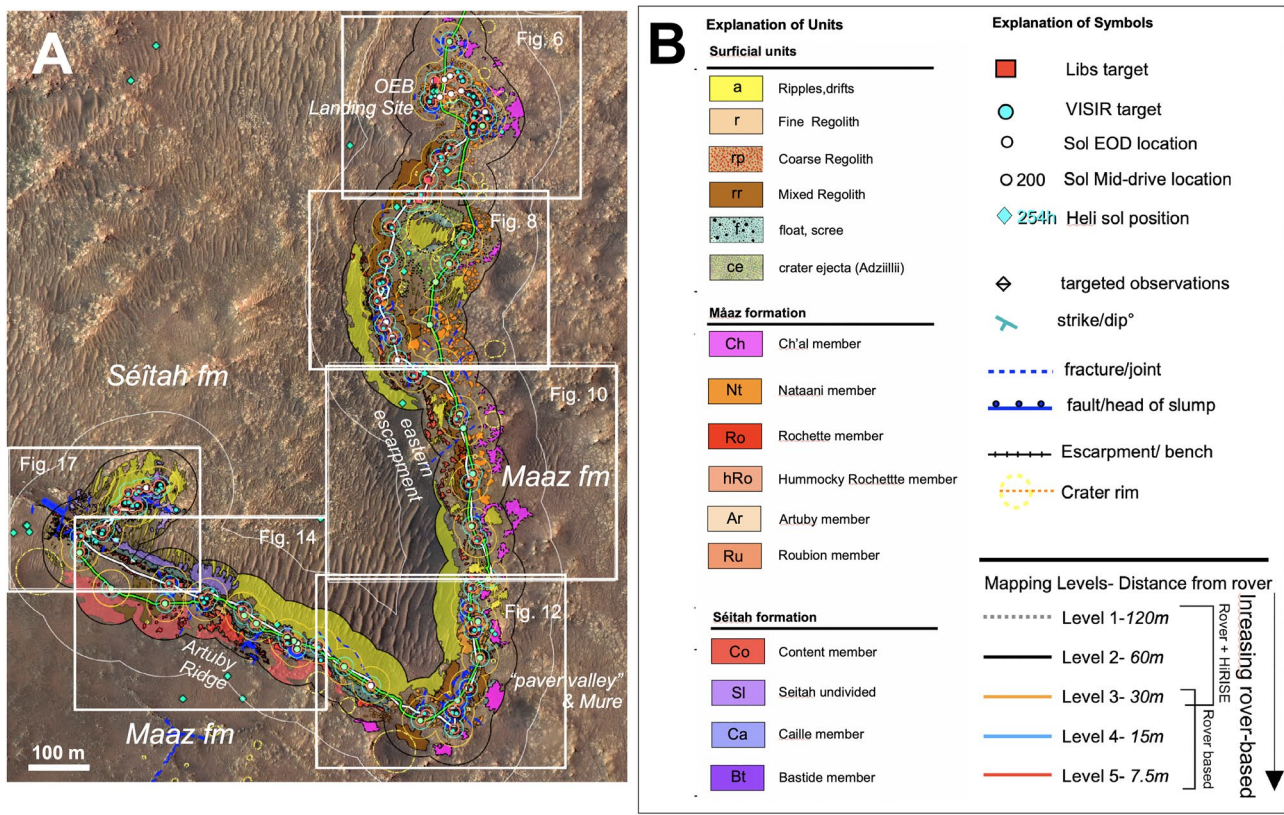 A
Fig. 6
OEB
Landing Site
Fig. 8
Séîtah fm
Fig. 10
eastern
escarpment
Maaz fm
Fig. 17
Fig. 14
Fig. 12
Artuby
Ridge
"paver valley"
& Mure
Maaz fm
100 m
B
Explanation of Units
Surficial units
a Ripples,drifts
r Fine Regolith
rp Coarse Regolith
rr Mixed Regolith
f float, scree
ce crater ejecta (Adziillii)
Måaz formation
Ch Ch'al member
Nt Nataani member
Ro Rochette member
hRo Hummocky Rochettte member
Ar Artuby member
Ru Roubion member
Séitah formation
Co Content member
Sl Seitah undivided
Ca Caille member
Bt Bastide member
Explanation of Symbols
Libs target
VISIR target
Sol EOD location
200 Sol Mid-drive location
254h Heli sol position
targeted observations
strike/dip°
fracture/joint
fault/head of slump
Escarpment/ bench
Crater rim
Mapping Levels- Distance from rover
Level 1-120m
Level 2- 60m
Level 3- 30m
Level 4- 15m
Level 5- 7.5m
Rover + HiRISE
Rover based
Inreasing rover-based